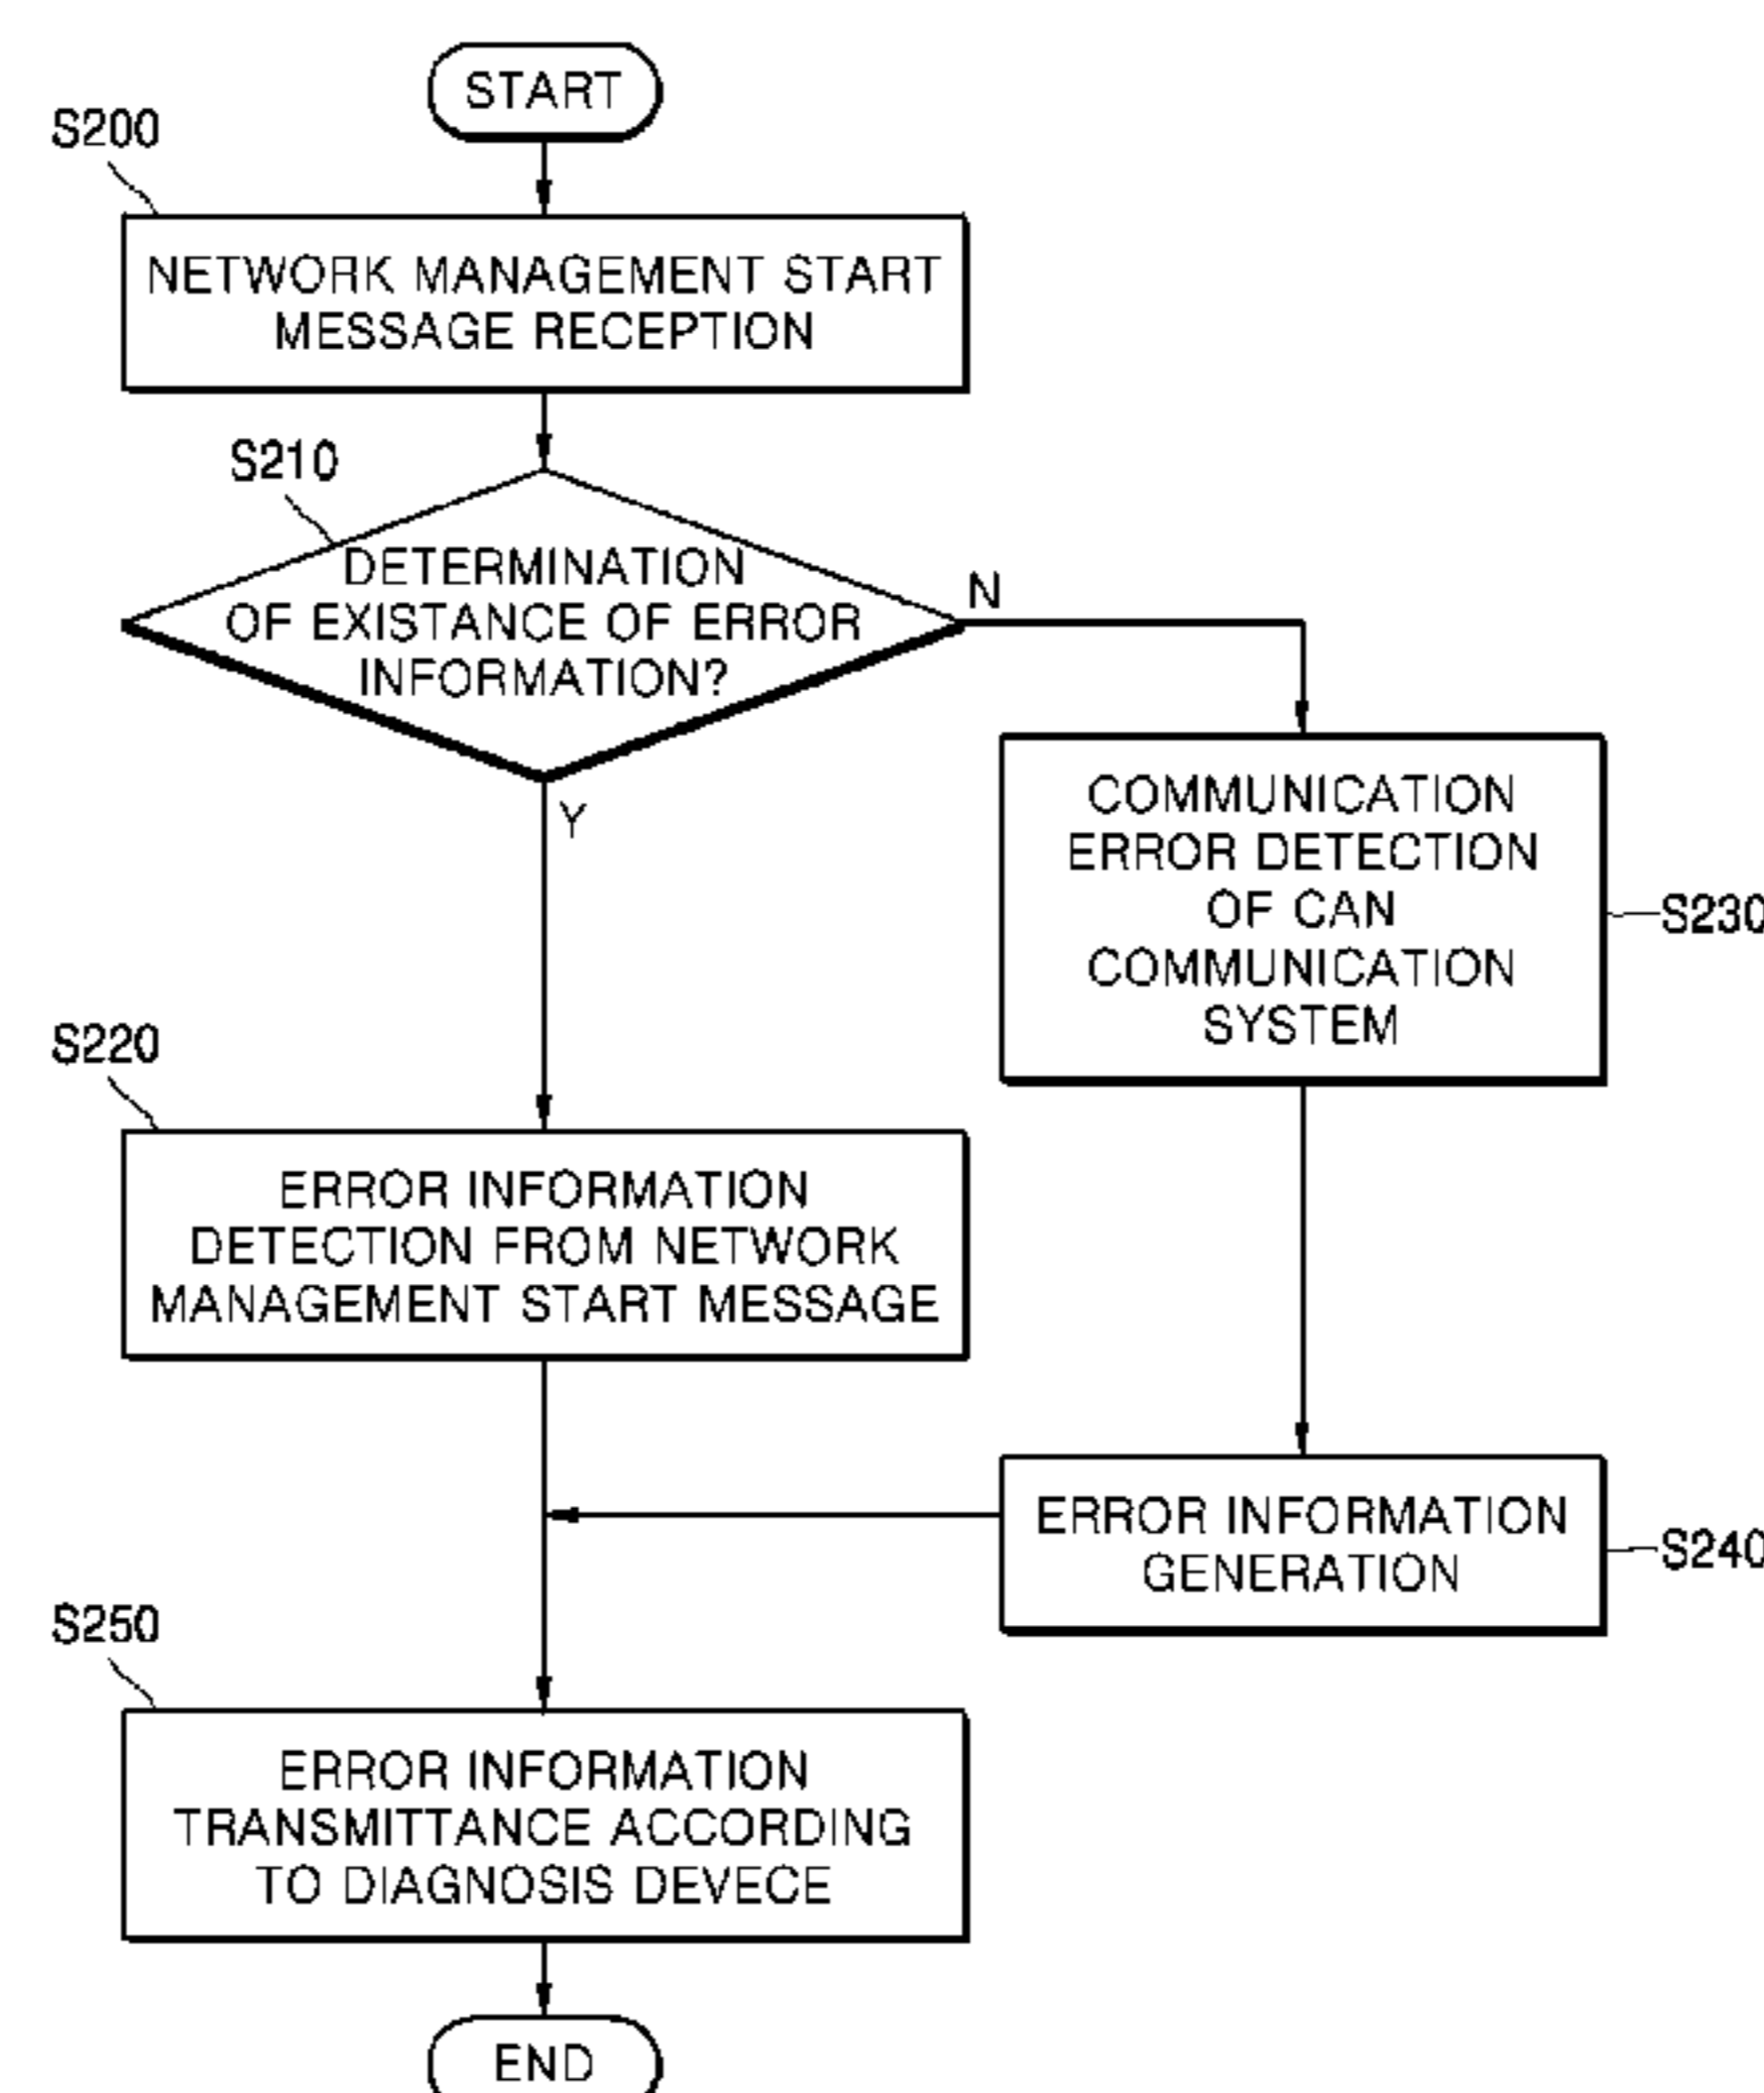 START
S200
NETWORK MANAGEMENT START
MESSAGE RECEPTION
S210
DETERMINATION
OF EXISTANCE OF ERROR
INFORMATION?
N
Y
COMMUNICATION
ERROR DETECTION
OF CAN
COMMUNICATION
SYSTEM
S230
S220
ERROR INFORMATION
DETECTION FROM NETWORK
MANAGEMENT START MESSAGE
ERROR INFORMATION
GENERATION
S240
S250
ERROR INFORMATION
TRANSMITTANCE ACCORDING
TO DIAGNOSIS DEVECE
END